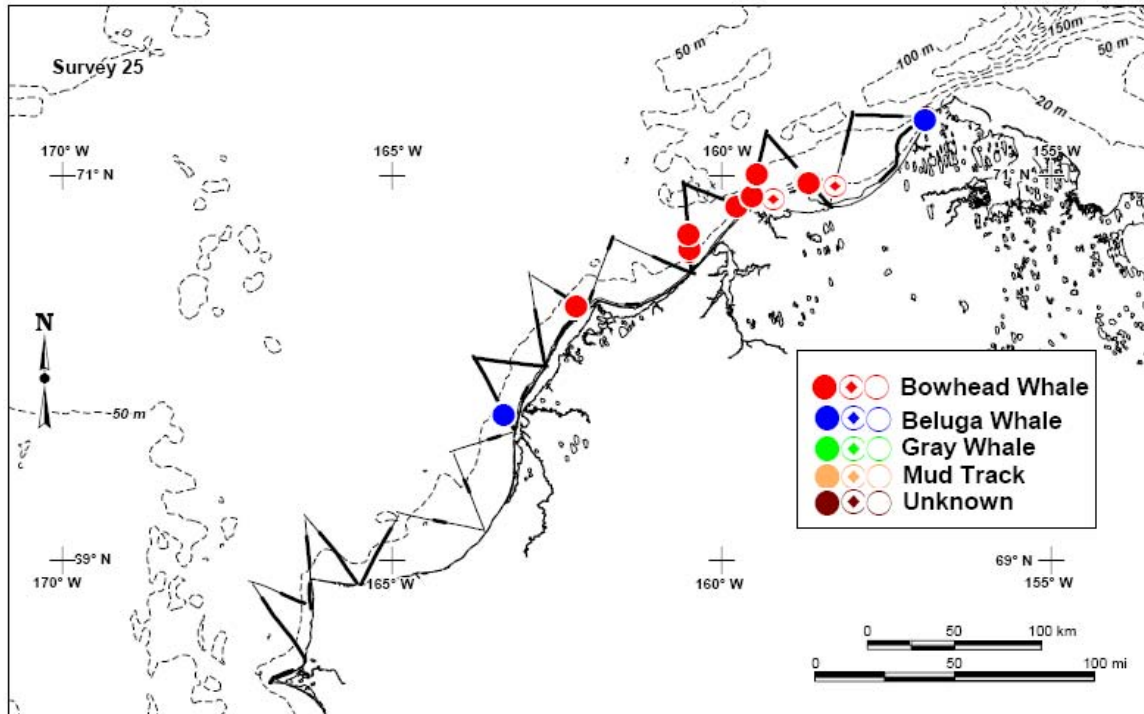 Survey 25
50 m
100 m
150m
50 m
20 m
170° W
165° W
160° W
155° W
71° N
71° N
N
50 m
Bowhead Whale
Beluga Whale
Gray Whale
Mud Track
Unknown
69° N
69° N
170° W
165° W
160° W
155° W
0 50 100 km
0 50 100 mi